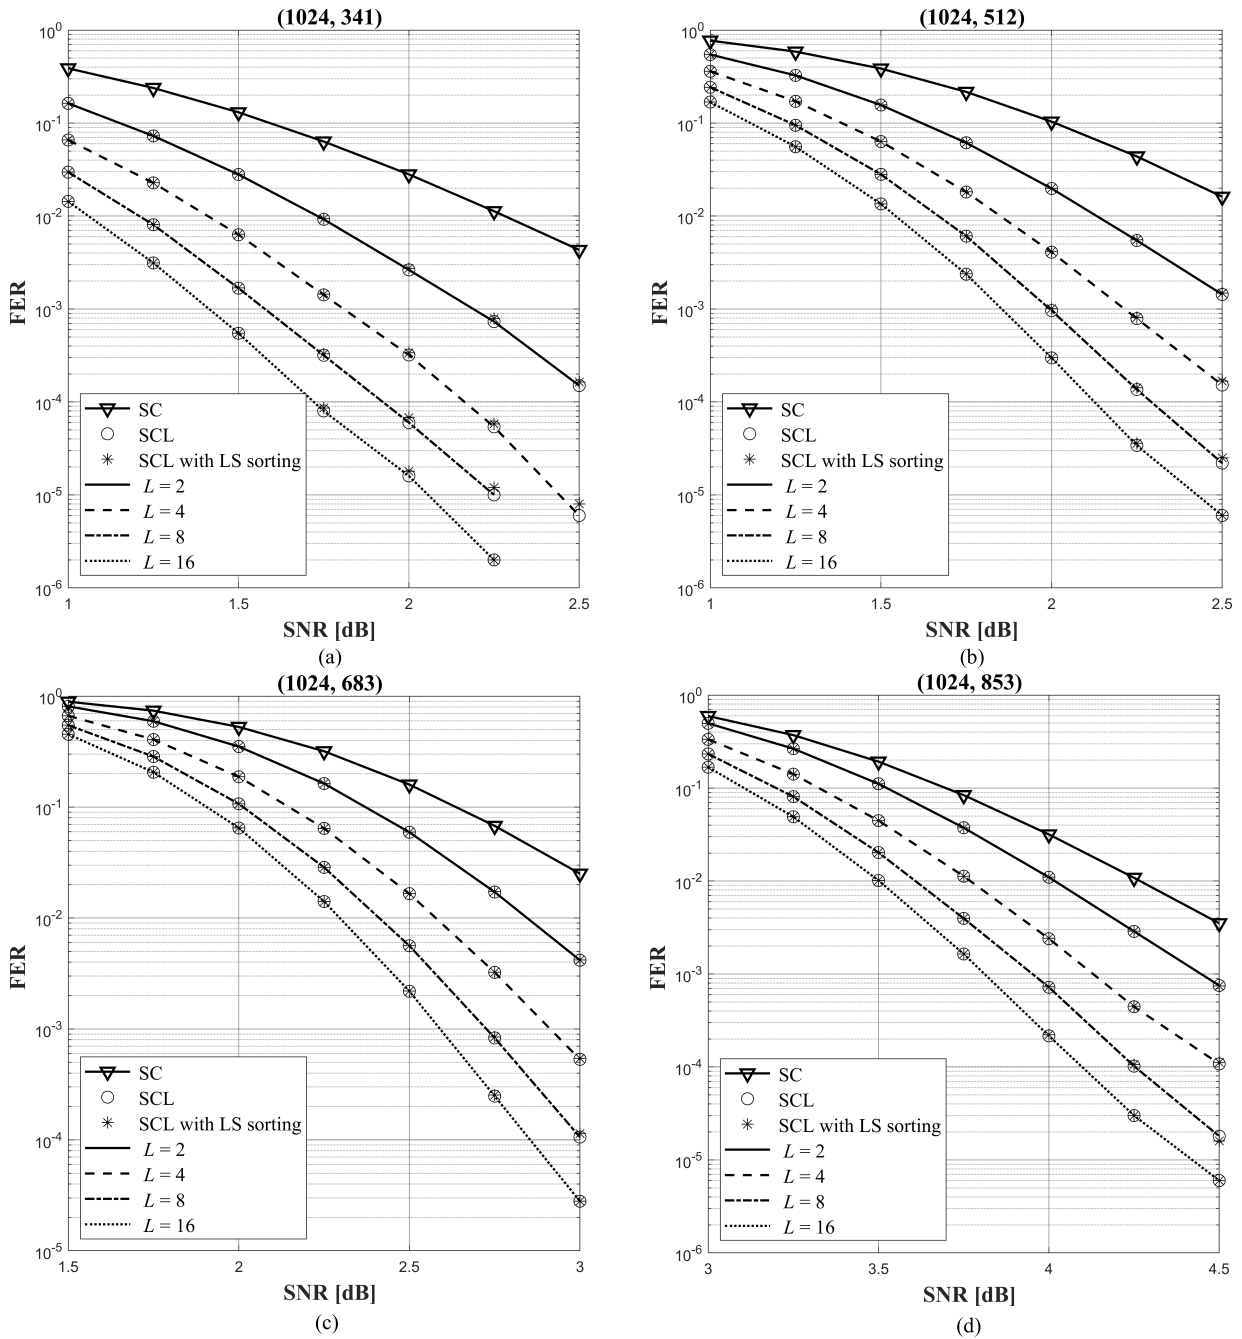 (1024, 341)
10^0
10^-1
10^-2
10^-3
10^-4
10^-5
10^-6
FER
SC
SCL
SCL with LS sorting
L = 2
L = 4
L = 8
L = 16
1
1.5
2
2.5
SNR [dB]
(a)
(1024, 512)
10^0
10^-1
10^-2
10^-3
10^-4
10^-5
10^-6
FER
SC
SCL
SCL with LS sorting
L = 2
L = 4
L = 8
L = 16
1
1.5
2
2.5
SNR [dB]
(b)
(1024, 683)
10^0
10^-1
10^-2
10^-3
10^-4
10^-5
FER
SC
SCL
SCL with LS sorting
L = 2
L = 4
L = 8
L = 16
1.5
2
2.5
3
SNR [dB]
(c)
(1024, 853)
10^0
10^-1
10^-2
10^-3
10^-4
10^-5
10^-6
FER
SC
SCL
SCL with LS sorting
L = 2
L = 4
L = 8
L = 16
3
3.5
4
4.5
SNR [dB]
(d)